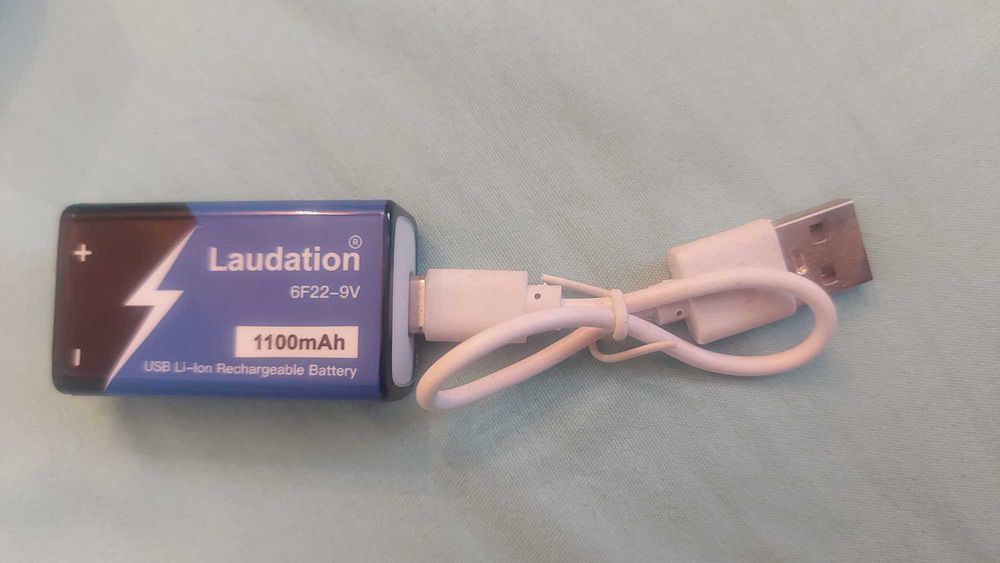 +
-
Laudation®
6F22-9V
1100mAh
USB Li-Ion Rechargeable Battery